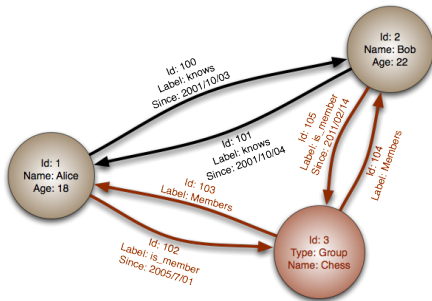 Id: 2
Name: Bob
Age: 22
Id: 100
Label: knows
Since: 2001/10/03
Id: 101
Label: knows
Since: 2001/10/04
Id: 105
Label: is_member
Since: 2011/02/14
Id: 104
Label: Members
Id: 1
Name: Alice
Age: 18
Id: 103
Label: Members
Id: 102
Label: is_member
Since: 2005/7/01
Id: 3
Type: Group
Name: Chess